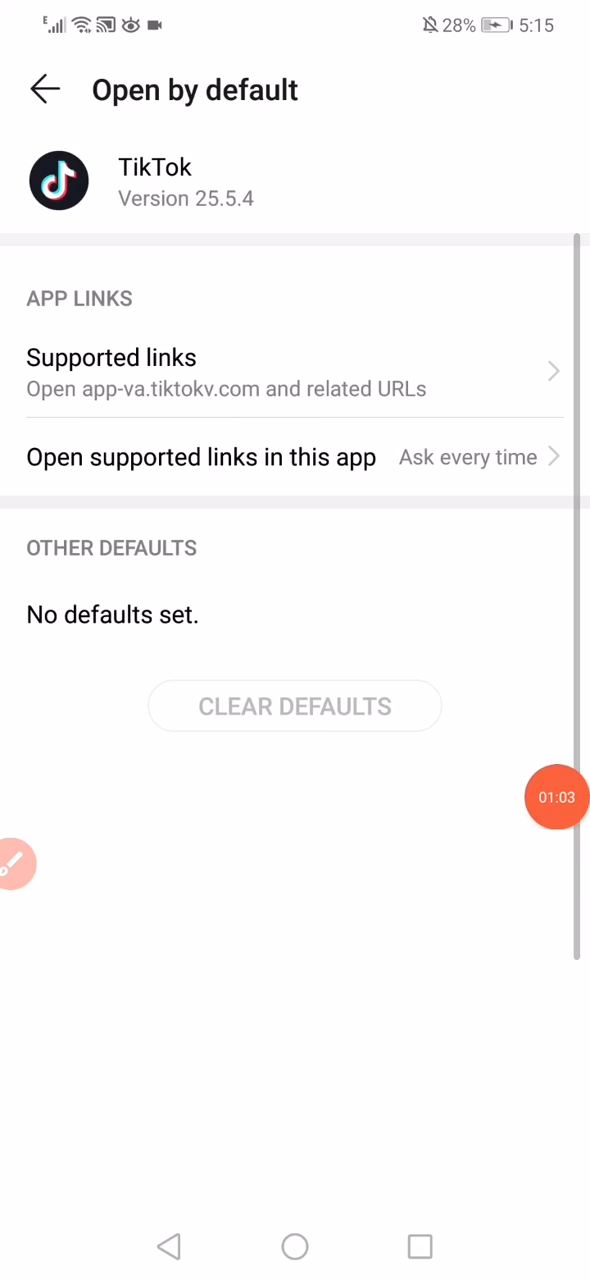 E
28%
5:15
Open by default
TikTok
Version 25.5.4
APP LINKS
Supported links
Open app-va.tiktokv.com and related URLs
Open supported links in this app Ask every time
OTHER DEFAULTS
No defaults set.
CLEAR DEFAULTS
01:03